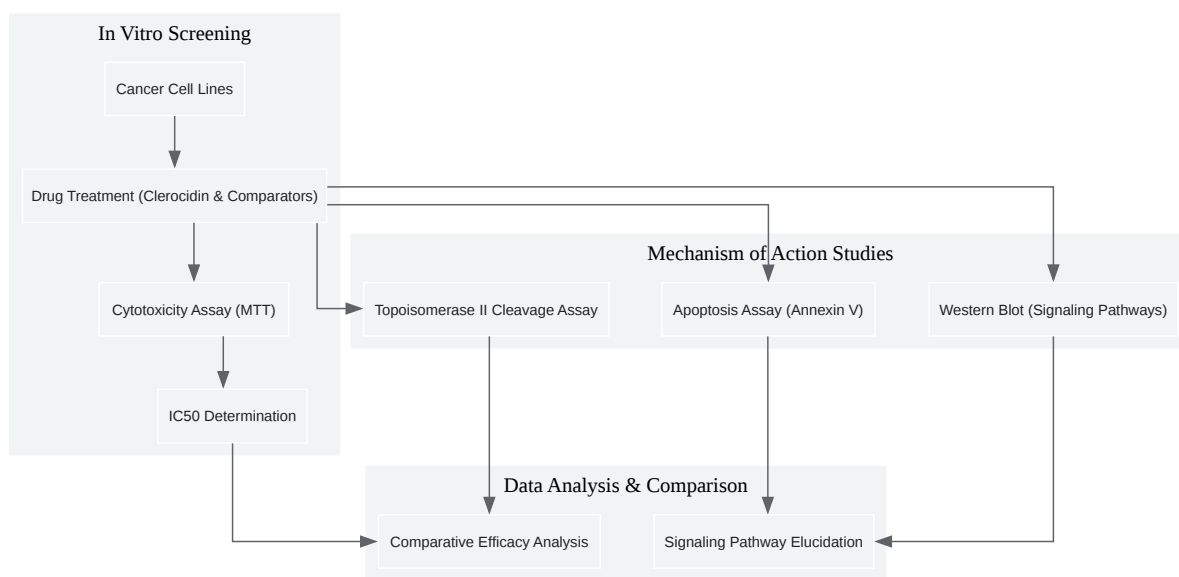 In Vitro Screening
Cancer Cell Lines
Drug Treatment (Clerocidin & Comparators)
Mechanism of Action Studies
Cytotoxicity Assay (MTT)
Topoisomerase II Cleavage Assay
Apoptosis Assay (Annexin V)
Western Blot (Signaling Pathways)
IC50 Determination
Data Analysis & Comparison
Comparative Efficacy Analysis
Signaling Pathway Elucidation